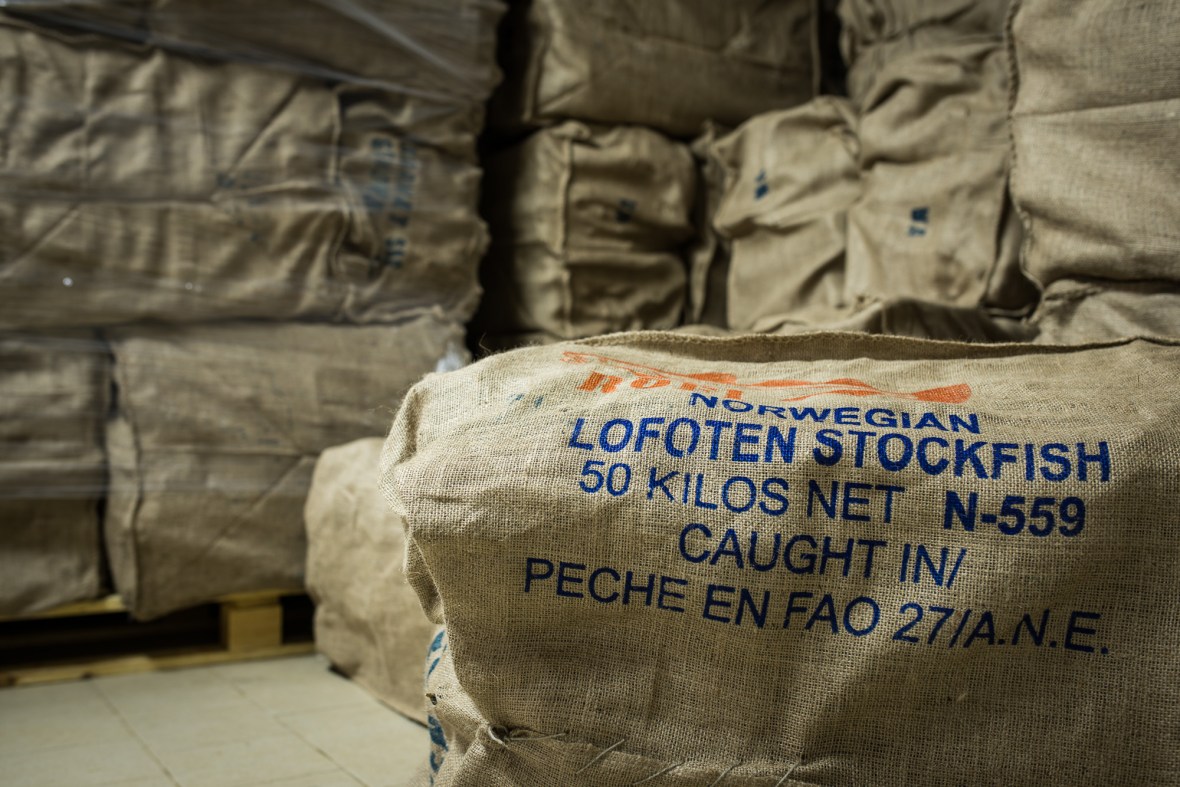 NORWEGIAN
LOFOTEN STOCKFISH
50 KILOS NET N-559
CAUGHT IN/
PECHE EN FAO 27/A.N.E.